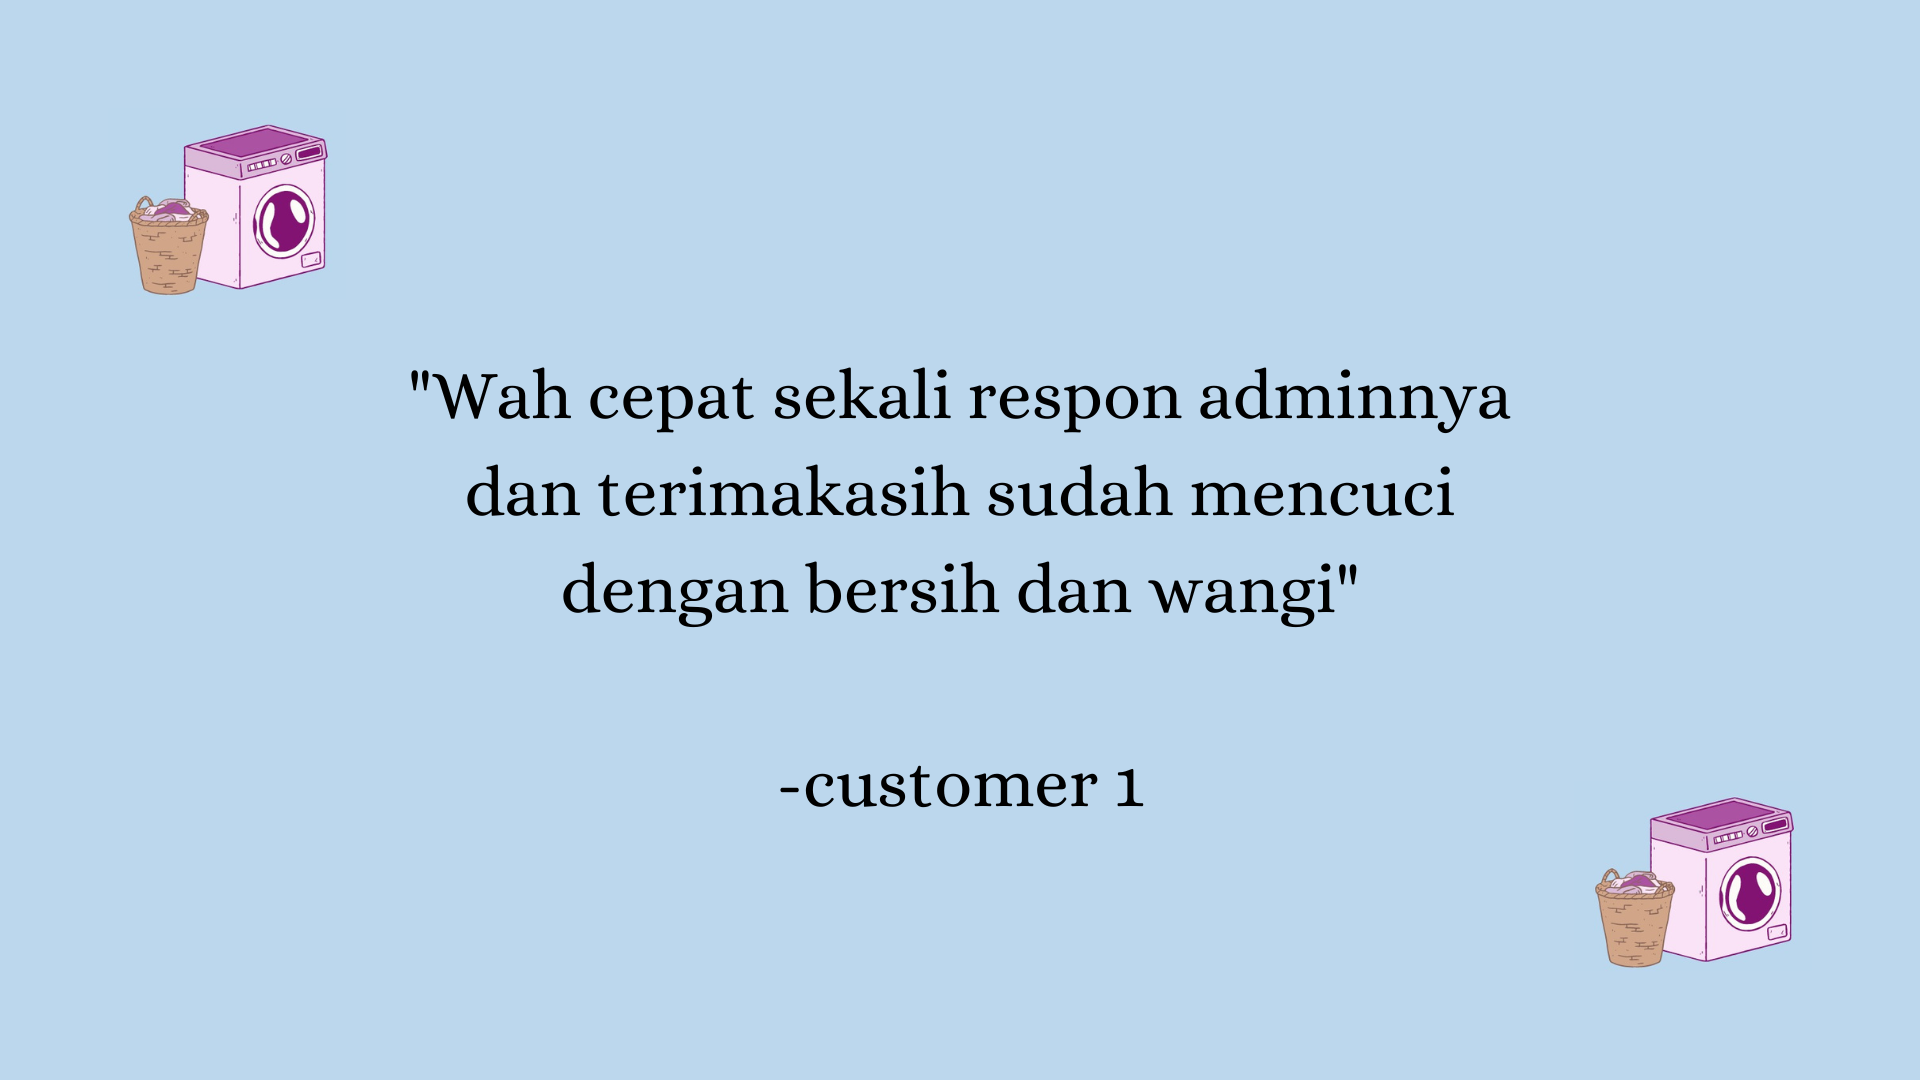 "Wah cepat sekali respon adminnya
dan terimakasih sudah mencuci
dengan bersih dan wangi"
-customer 1